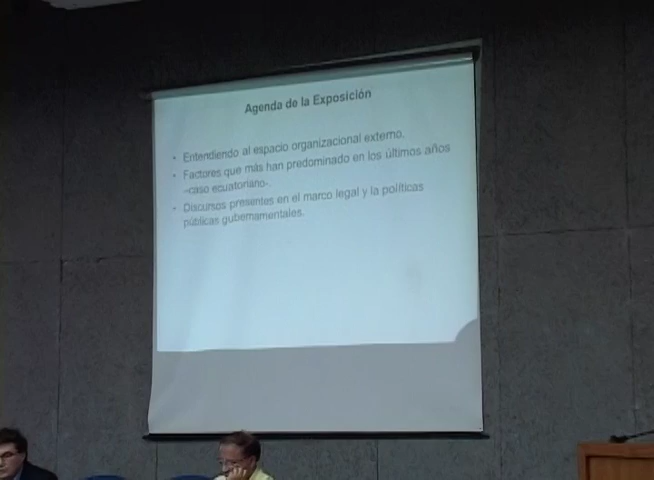 Agenda de la Exposición
• Entendiendo al espacio organizacional externo.
• Factores que más han predominado en los últimos años
–caso ecuatoriano-.
• Discursos presentes en el marco legal y la políticas
públicas gubernamentales.